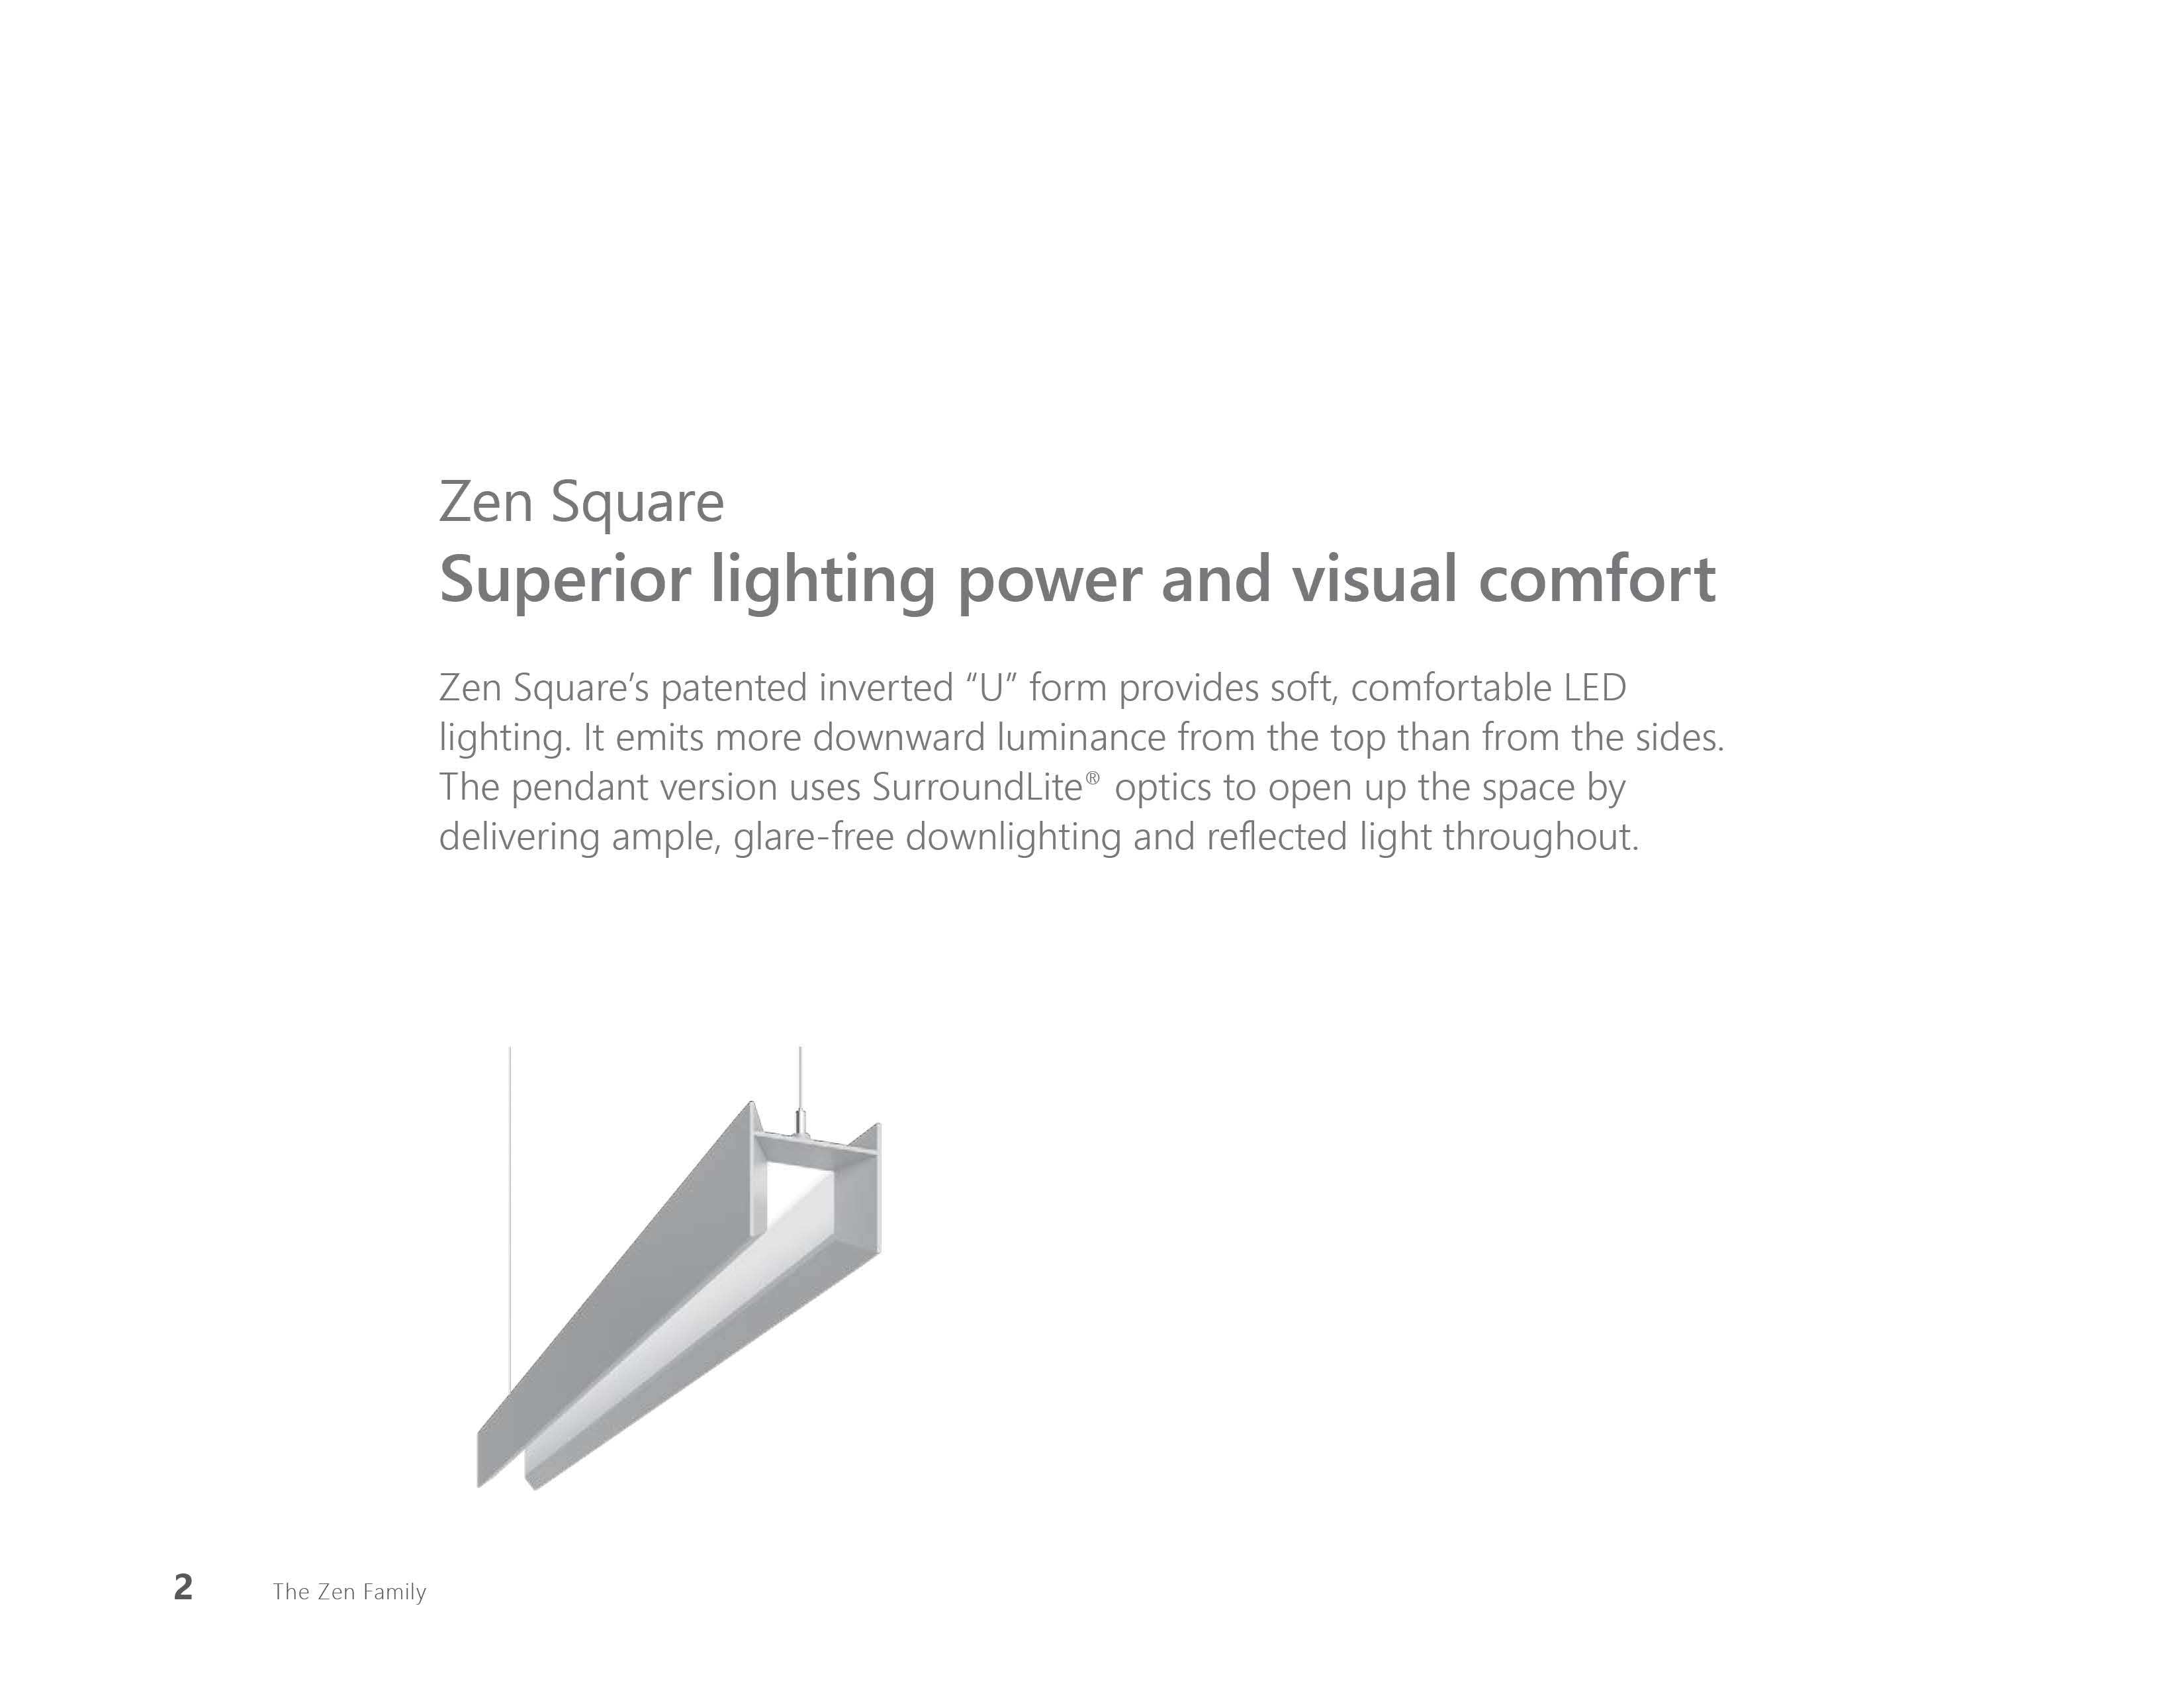 Zen Square
Superior lighting power and visual comfort
Zen Square’s patented inverted “U” form provides soft, comfortable LED
lighting. It emits more downward luminance from the top than from the sides.
The pendant version uses SurroundLite® optics to open up the space by
delivering ample, glare-free downlighting and reflected light throughout.
2 The Zen Family